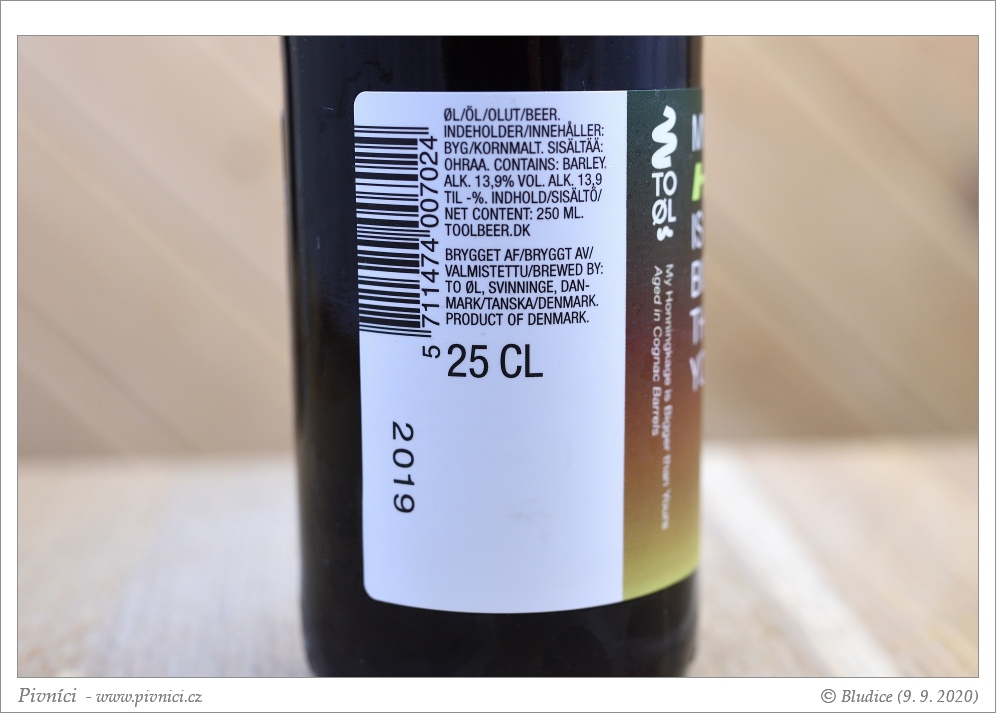 ØL/ÖL/OLUT/BEER.
INDEHOLDER/INNEHÅLLER:
BYG/KORNMALT. SISÄLTÄÄ:
OHRAA. CONTAINS: BARLEY.
ALK. 13,9% VOL. ALK. 13,9
TIL -%. INDHOLD/SISÄLTÖ/
NET CONTENT: 250 ML.
TOOLBEER.DK
BRYGGET AF/BRYGGT AV/
VALMISTETTU/BREWED BY:
TO ØL, SVINNINGE, DAN-
MARK/TANSKA/DENMARK.
PRODUCT OF DENMARK.
5 711474 007024
25 CL
2019
TO
ØL
My Honningkage is Bigger than Yours
Aged in Cognac Barrels
IS
Pivníci - www.pivnici.cz
© Bludice (9. 9. 2020)